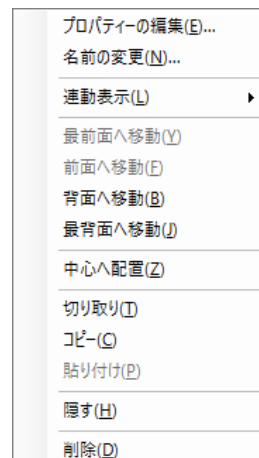 プロパティーの編集(E)...
名前の変更(N)...
連動表示(L)
最前面へ移動(Y)
前面へ移動(F)
背面へ移動(B)
最背面へ移動(J)
中心へ配置(Z)
切り取り(T)
コピー(C)
貼り付け(P)
隠す(H)
削除(D)